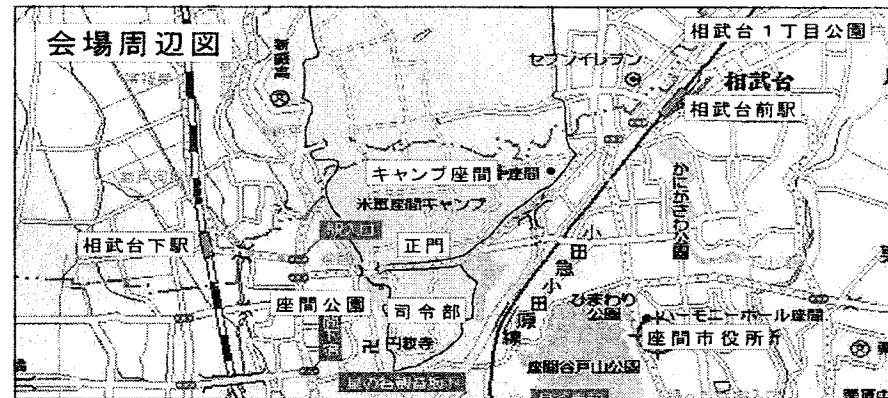 会場周辺図
相武台1丁目公園
セブンイレブン
相武台
相武台前駅
キャンプ座間
座間
米軍座間キャンプ
かにがさわ公園
正門
相武台下駅
小田急小田原線
座間公園
司令部
ひまわり
公園
ハーモニーホール座間
座間市役所
円教寺
座間谷戸山公園